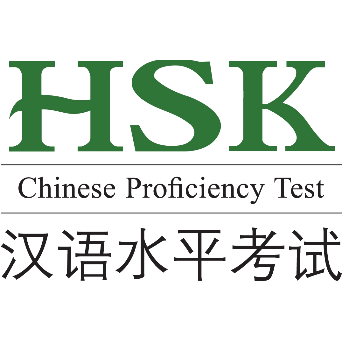 HSK
Chinese Proficiency Test
汉语水平考试